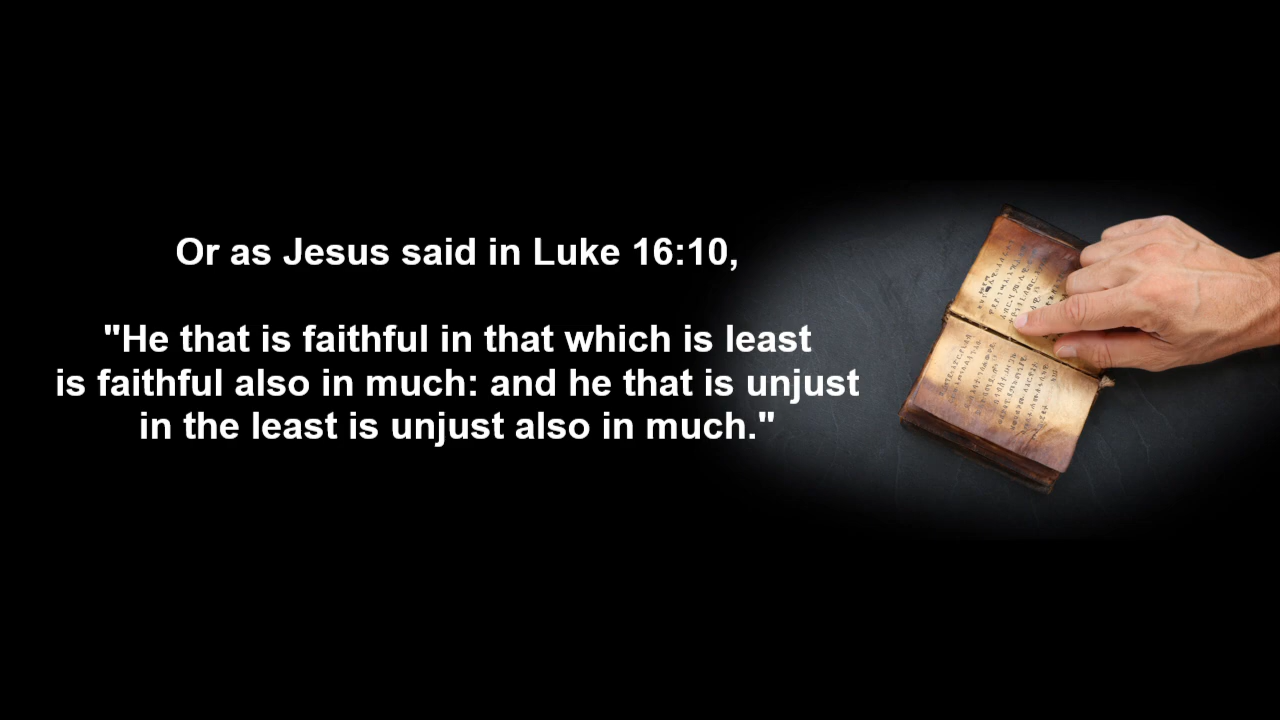 Or as Jesus said in Luke 16:10,
"He that is faithful in that which is least
is faithful also in much: and he that is unjust
in the least is unjust also in much."